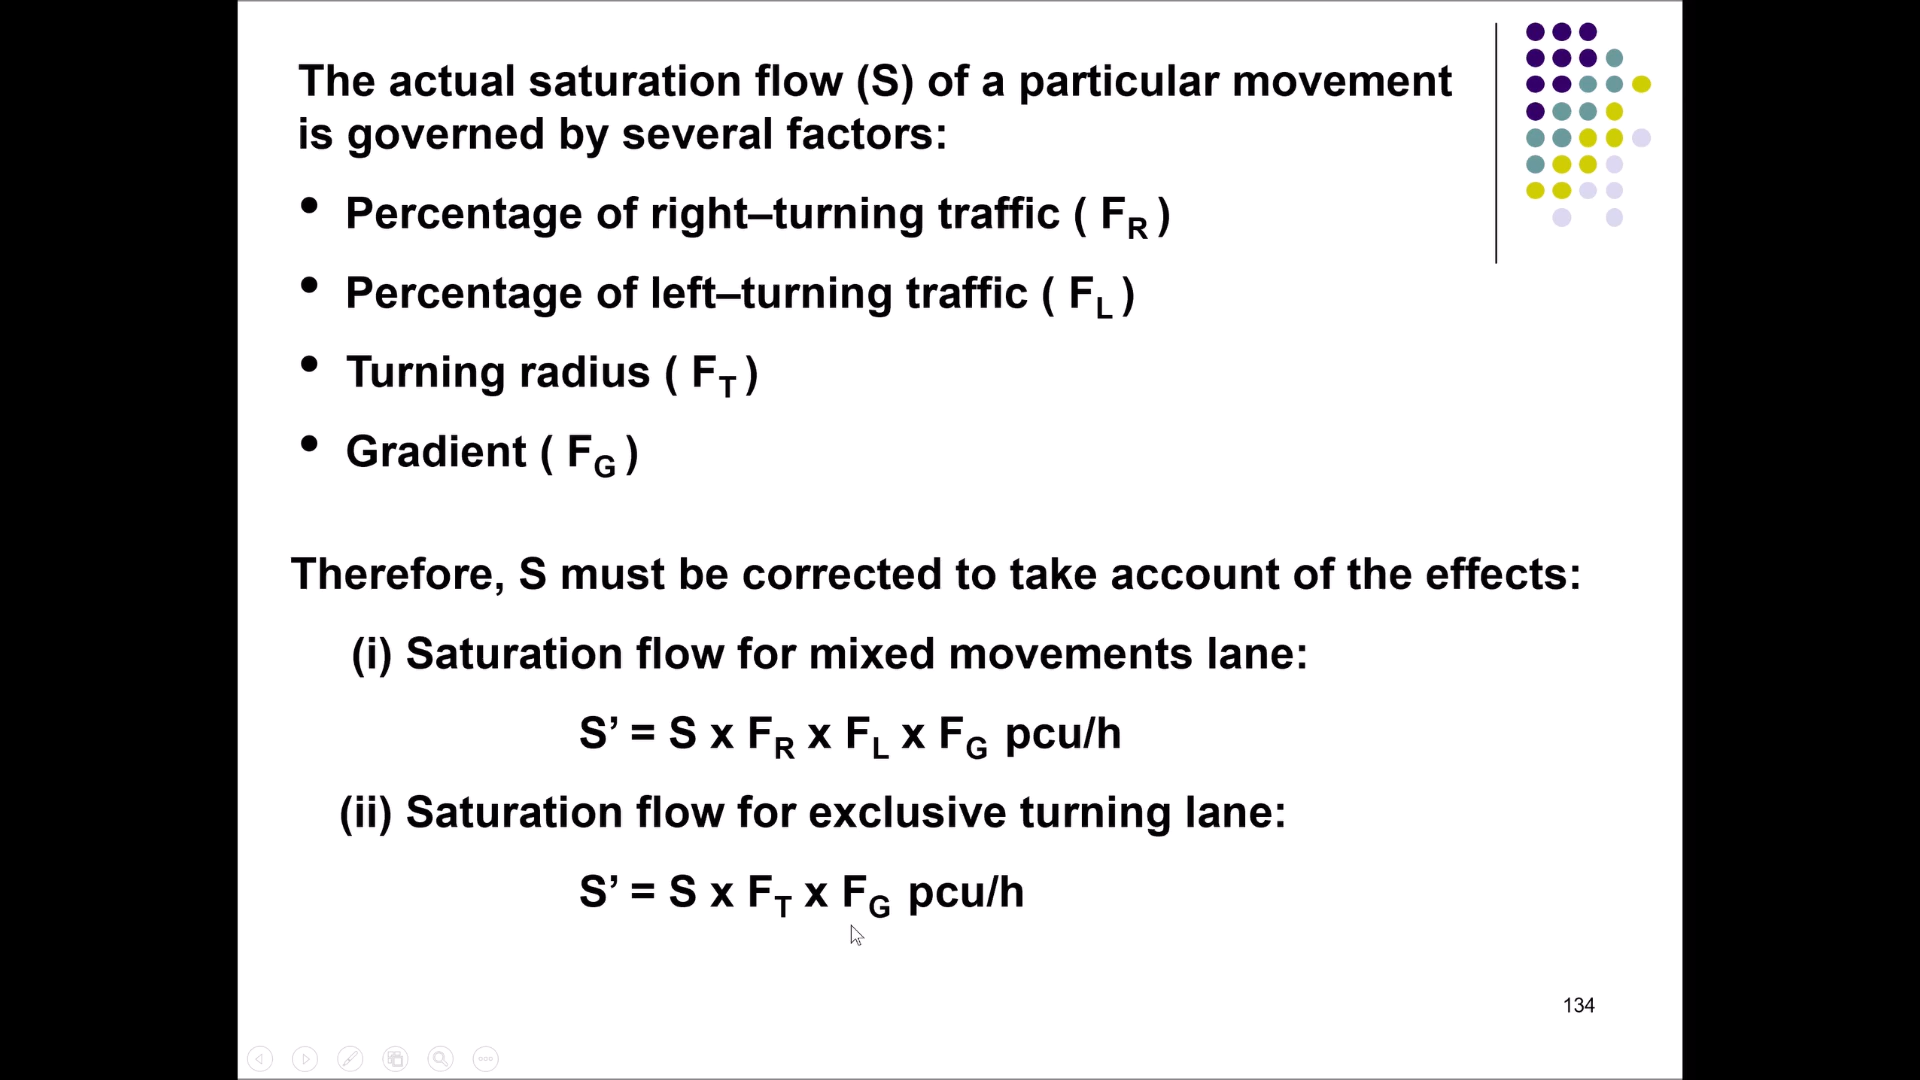 The actual saturation flow (S) of a particular movement
is governed by several factors:
• Percentage of right–turning traffic ( FR )
• Percentage of left–turning traffic ( FL )
• Turning radius ( FT )
• Gradient ( FG )
Therefore, S must be corrected to take account of the effects:
(i) Saturation flow for mixed movements lane:
S’ = S x FR x FL x FG pcu/h
(ii) Saturation flow for exclusive turning lane:
S’ = S x FT x FG pcu/h
134